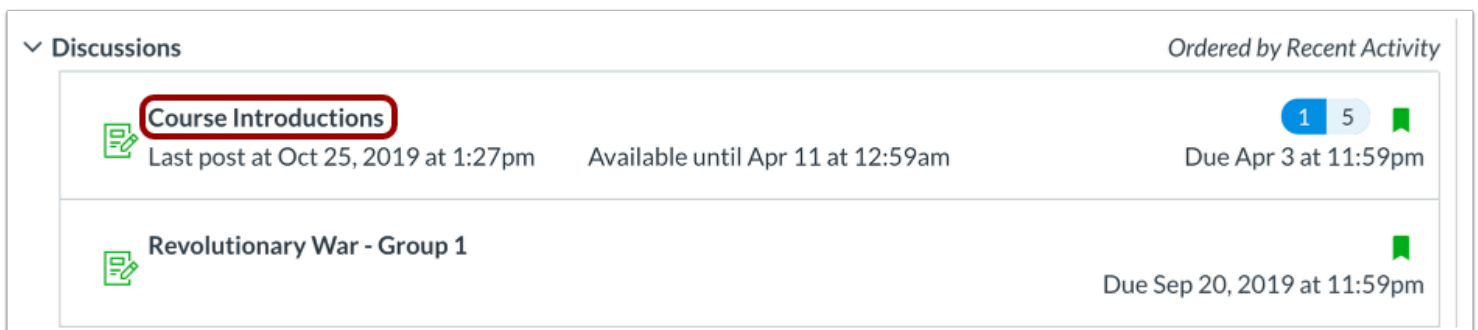 Discussions
Ordered by Recent Activity
Course Introductions
1 5
Last post at Oct 25, 2019 at 1:27pm
Available until Apr 11 at 12:59am
Due Apr 3 at 11:59pm
Revolutionary War - Group 1
Due Sep 20, 2019 at 11:59pm